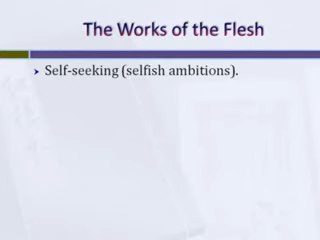 The Works of the Flesh
Self-seeking (selfish ambitions).